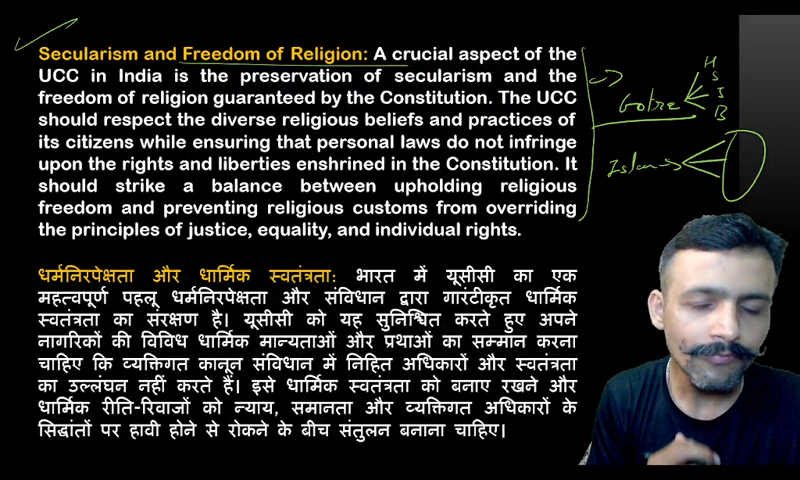 Secularism and Freedom of Religion: A crucial aspect of the
UCC in India is the preservation of secularism and the
freedom of religion guaranteed by the Constitution. The UCC
should respect the diverse religious beliefs and practices of
its citizens while ensuring that personal laws do not infringe
upon the rights and liberties enshrined in the Constitution. It
should strike a balance between upholding religious
freedom and preventing religious customs from overriding
the principles of justice, equality, and individual rights.
H
S
J
B
धर्मनिरपेक्षता और धार्मिक स्वतंत्रता: भारत में यूसीसी का एक
महत्वपूर्ण पहलू धर्मनिरपेक्षता और संविधान द्वारा गारंटीकृत धार्मिक
स्वतंत्रता का संरक्षण है। यूसीसी को यह सुनिश्चित करते हुए अपने
नागरिकों की विविध धार्मिक मान्यताओं और प्रथाओं का सम्मान करना
चाहिए कि व्यक्तिगत कानून संविधान में निहित अधिकारों और स्वतंत्रता
का उल्लंघन नहीं करते हैं। इसे धार्मिक स्वतंत्रता को बनाए रखने और
धार्मिक रीति-रिवाजों को न्याय, समानता और व्यक्तिगत अधिकारों के
सिद्धांतों पर हावी होने से रोकने के बीच संतुलन बनाना चाहिए।